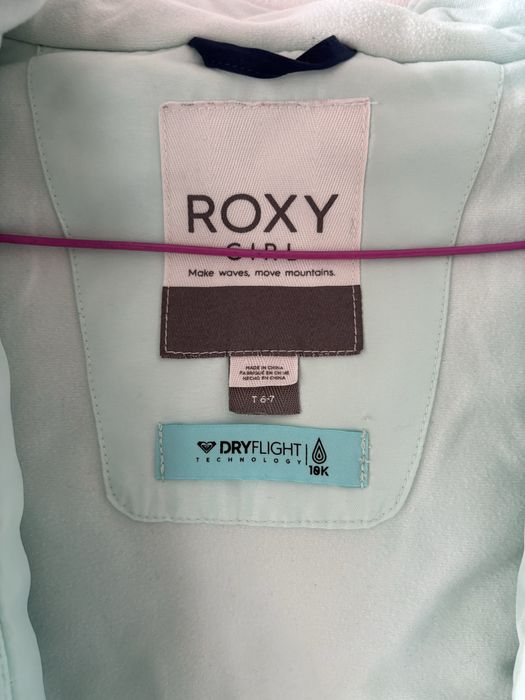 ROXY
GIRL
Make waves, move mountains.
MADE IN CHINA
FABRIQUÉ EN CHINE
HECHO EN CHINA
T 6-7
DRYFLIGHT
TECHNOLOGY
10K